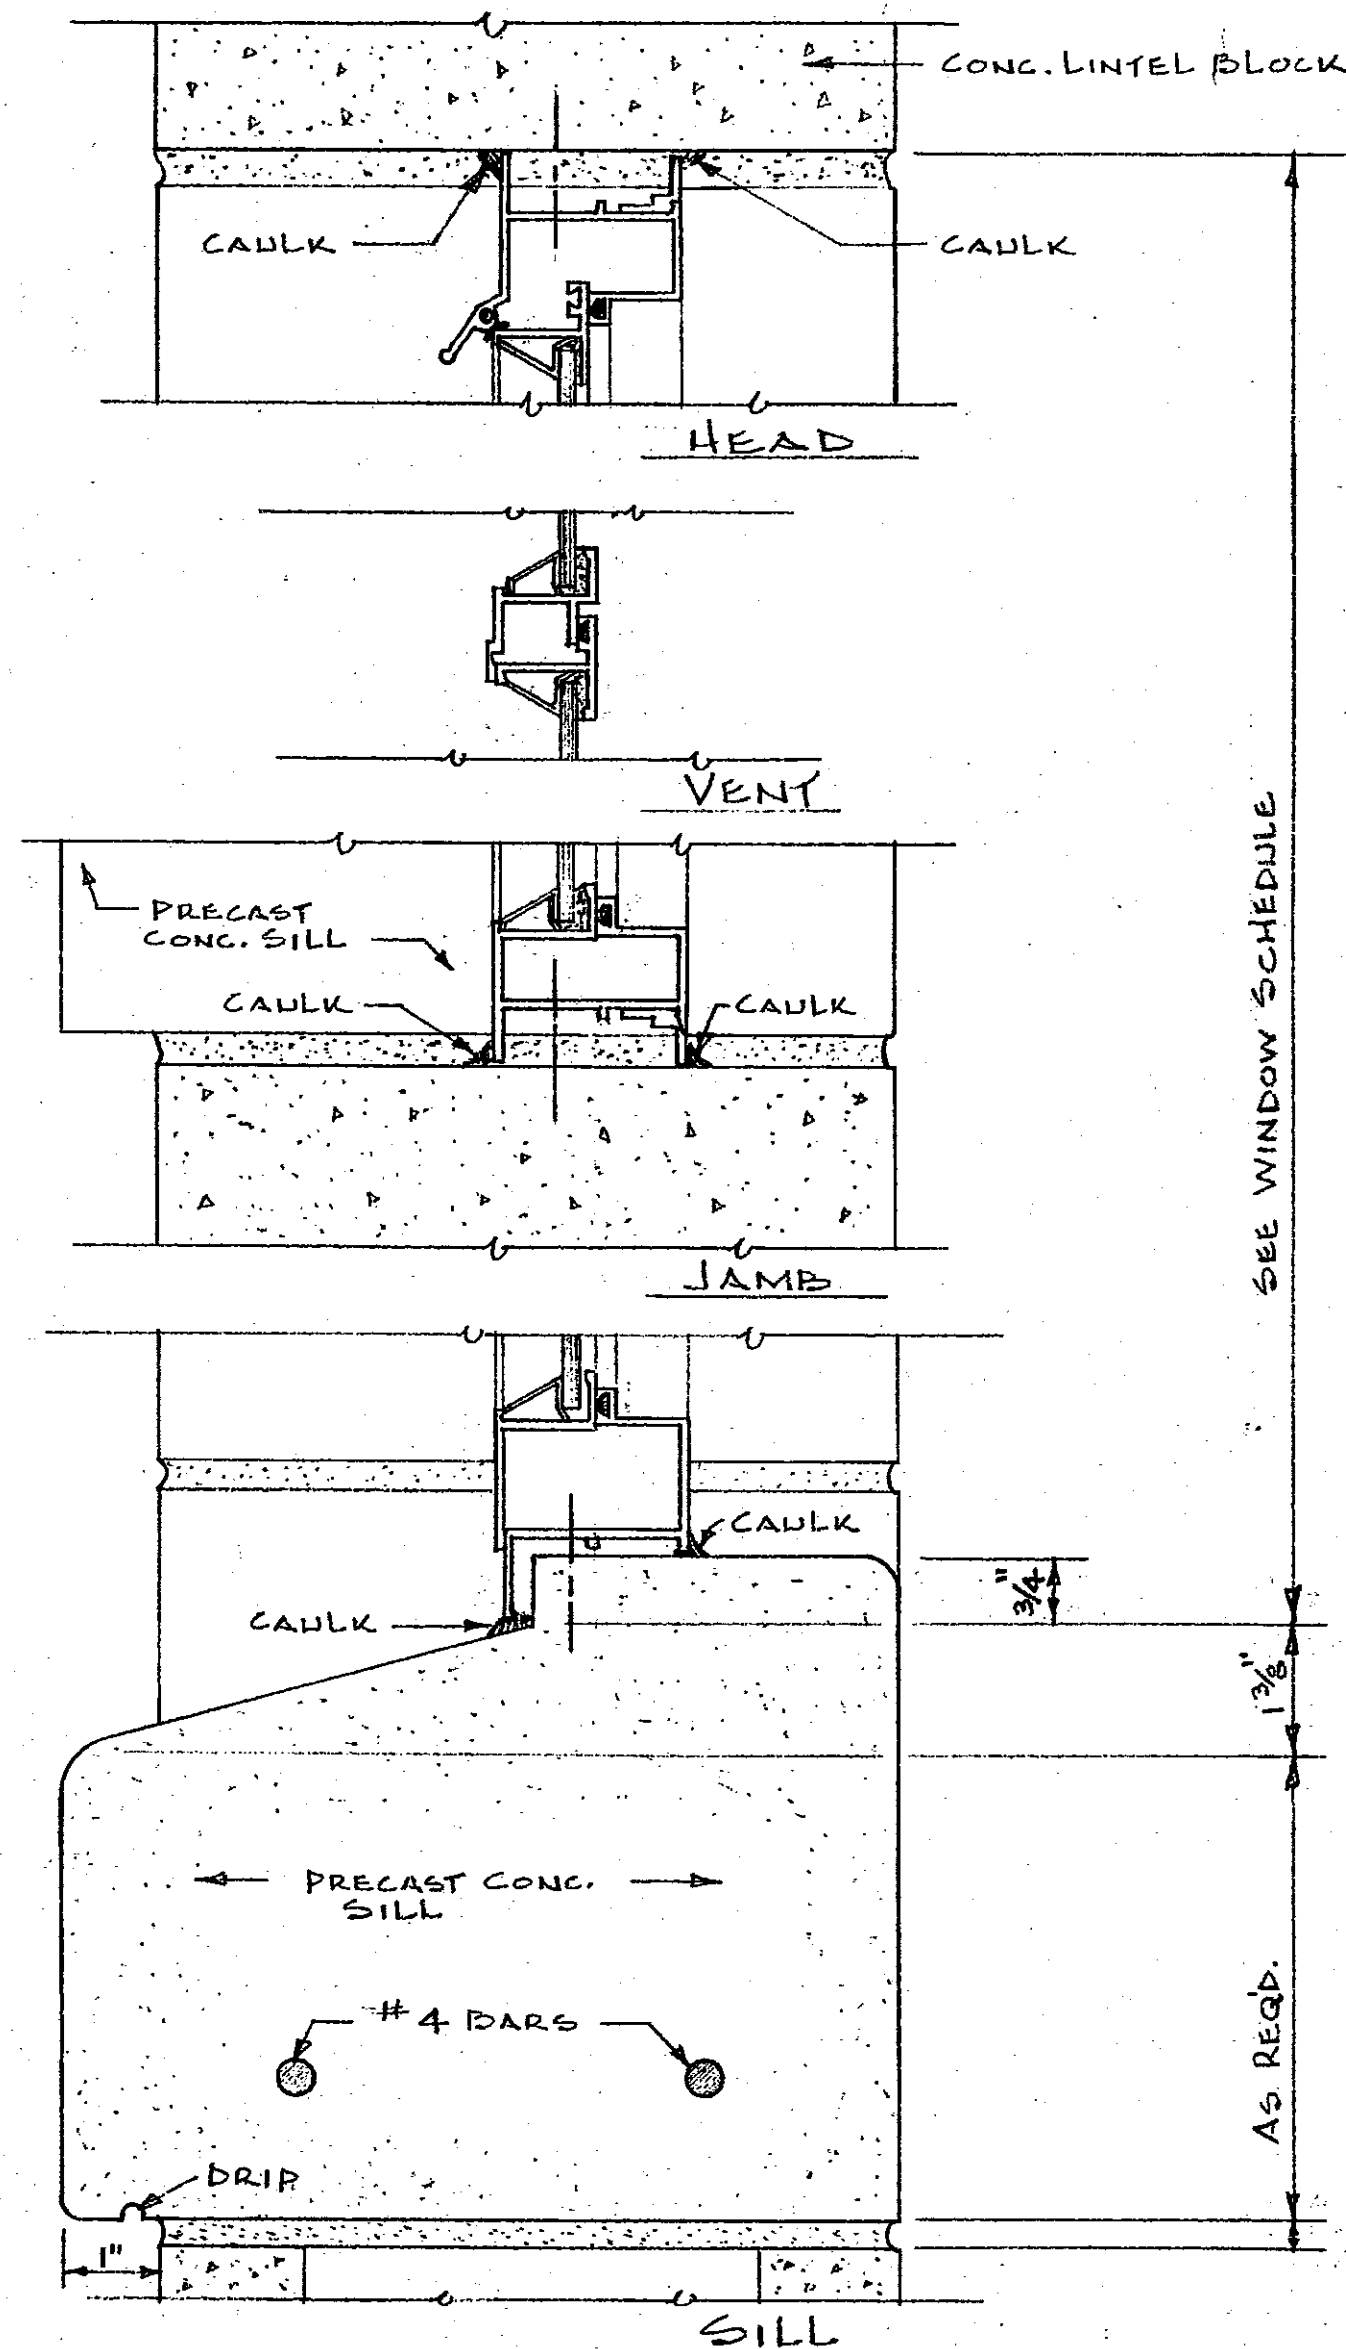 CONC. LINTEL BLOCK
CAULK
CAULK
HEAD
VENT
PRECAST
CONC. SILL
CAULK
CAULK
JAMB
SEE WINDOW SCHEDULE
CAULK
3/4"
CAULK
1 3/8"
PRECAST CONC.
SILL
#4 BARS
AS REQ'D.
DRIP
1"
SILL